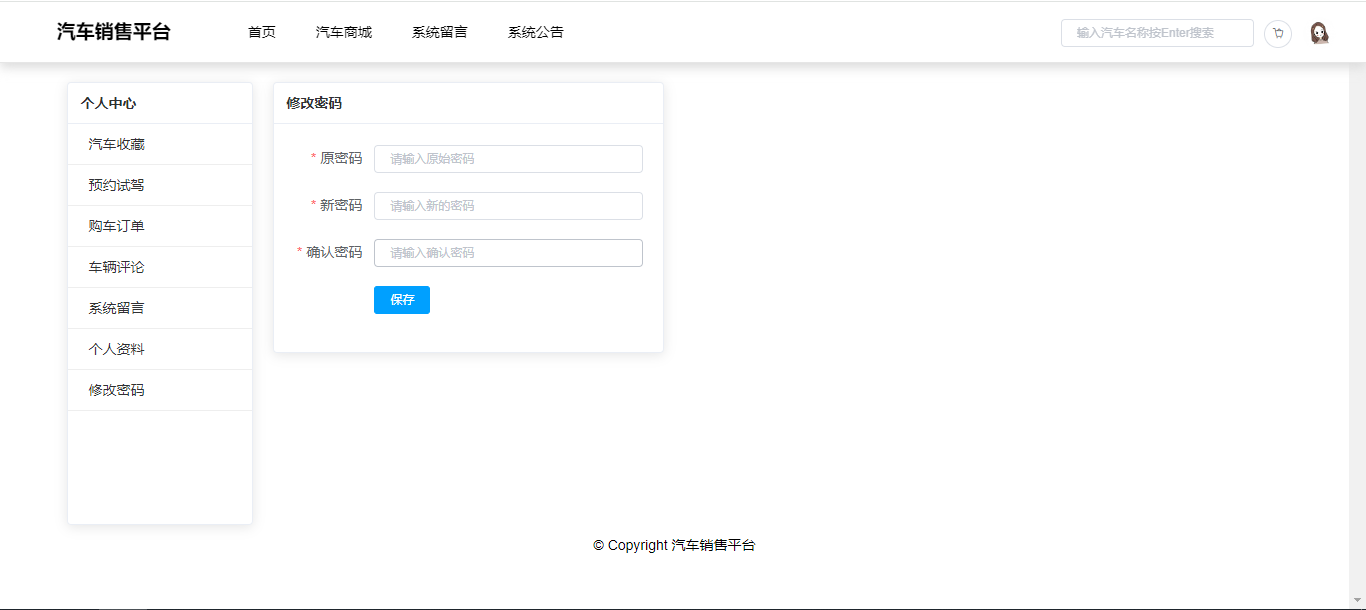 汽车销售平台
首页
汽车商城
系统留言
系统公告
输入汽车名称按Enter搜索
个人中心
汽车收藏
预约试驾
购车订单
车辆评论
系统留言
个人资料
修改密码
修改密码
* 原密码
请输入原始密码
* 新密码
请输入新的密码
* 确认密码
请输入确认密码
保存
© Copyright 汽车销售平台